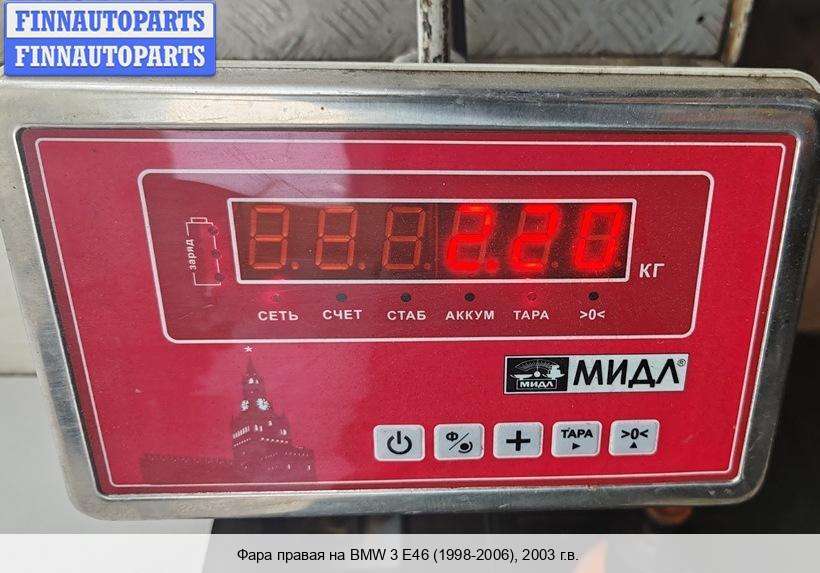 FINNAUTOPARTS
FINNAUTOPARTS
заряд
2.20
КГ
СЕТЬ СЧЕТ СТАБ АККУМ ТАРА >0<
МИДЛ МИДЛ®
Ф/ + ТАРА >0<
Фара правая на BMW 3 E46 (1998-2006), 2003 г.в.